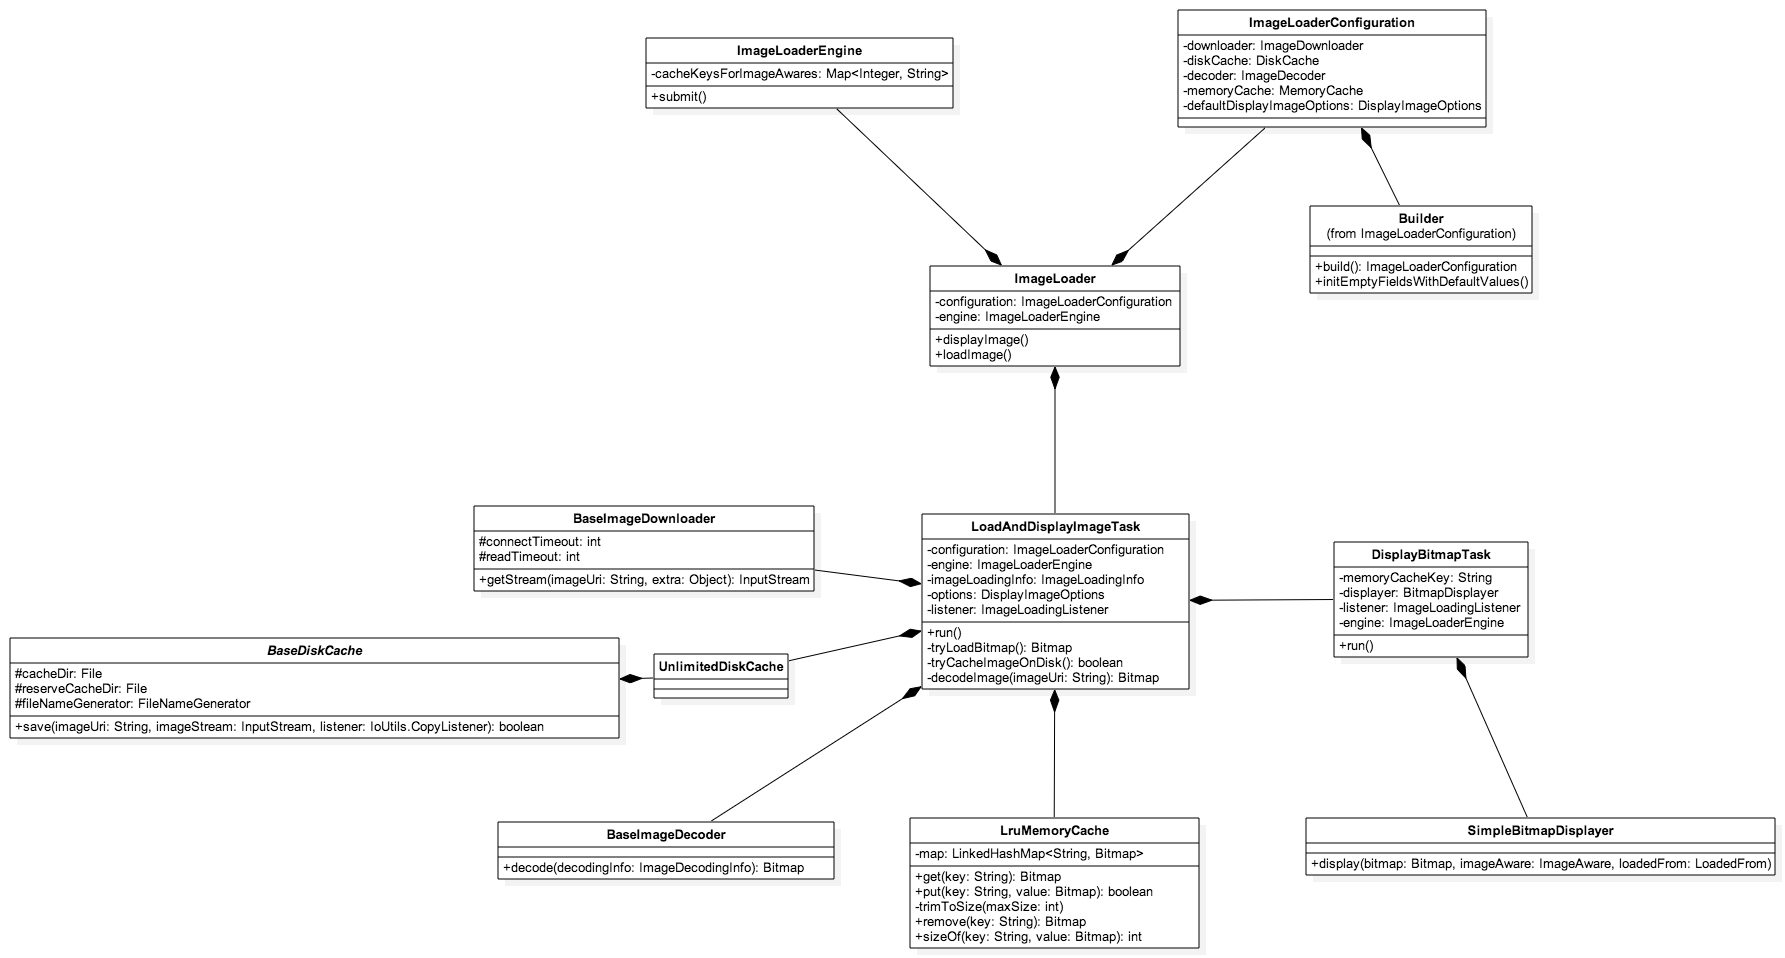 ImageLoaderEngine
-cacheKeysForImageAwares: Map<Integer, String>
+submit()
ImageLoaderConfiguration
-downloader: ImageDownloader
-diskCache: DiskCache
-decoder: ImageDecoder
-memoryCache: MemoryCache
-defaultDisplayImageOptions: DisplayImageOptions
Builder
(from ImageLoaderConfiguration)
+build(): ImageLoaderConfiguration
+initEmptyFieldsWithDefaultValues()
ImageLoader
-configuration: ImageLoaderConfiguration
-engine: ImageLoaderEngine
+displayImage()
+loadImage()
BaseImageDownloader
#connectTimeout: int
#readTimeout: int
+getStream(imageUri: String, extra: Object): InputStream
LoadAndDisplayImageTask
-configuration: ImageLoaderConfiguration
-engine: ImageLoaderEngine
-imageLoadingInfo: ImageLoadingInfo
-options: DisplayImageOptions
-listener: ImageLoadingListener
+run()
-tryLoadBitmap(): Bitmap
-tryCacheImageOnDisk(): boolean
-decodeImage(imageUri: String): Bitmap
DisplayBitmapTask
-memoryCacheKey: String
-displayer: BitmapDisplayer
-listener: ImageLoadingListener
-engine: ImageLoaderEngine
+run()
BaseDiskCache
#cacheDir: File
#reserveCacheDir: File
#fileNameGenerator: FileNameGenerator
+save(imageUri: String, imageStream: InputStream, listener: IoUtils.CopyListener): boolean
UnlimitedDiskCache
BaseImageDecoder
+decode(decodingInfo: ImageDecodingInfo): Bitmap
LruMemoryCache
-map: LinkedHashMap<String, Bitmap>
+get(key: String): Bitmap
+put(key: String, value: Bitmap): boolean
-trimToSize(maxSize: int)
+remove(key: String): Bitmap
+sizeOf(key: String, value: Bitmap): int
SimpleBitmapDisplayer
+display(bitmap: Bitmap, imageAware: ImageAware, loadedFrom: LoadedFrom)